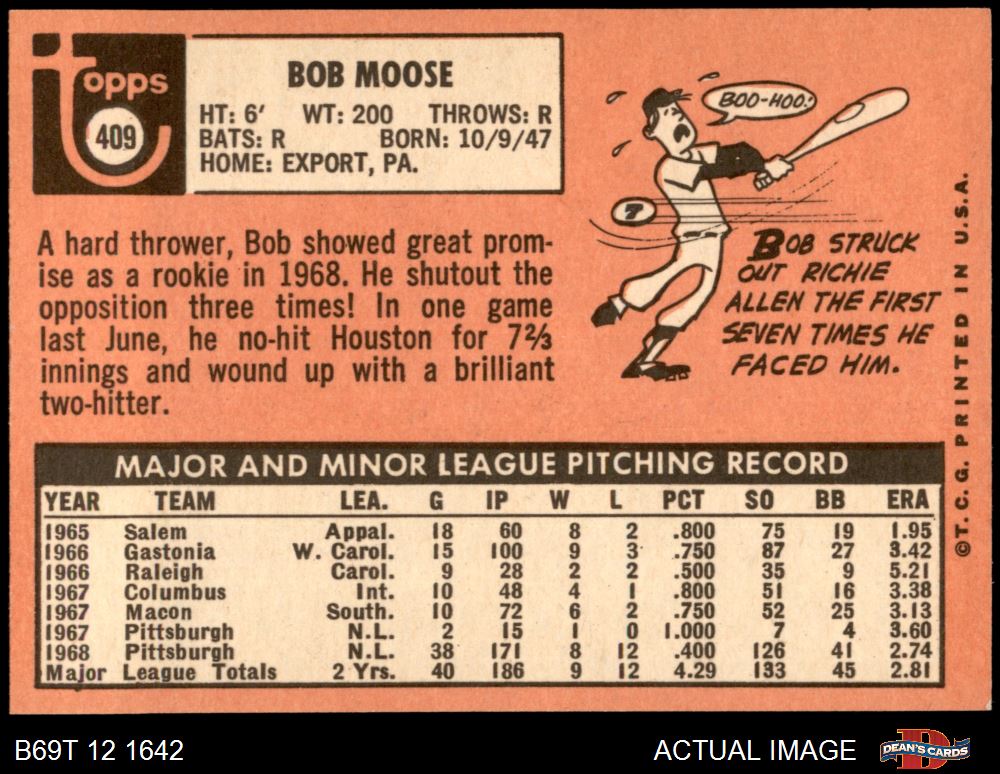 Topps
409
BOB MOOSE
HT: 6' WT: 200 THROWS: R
BATS: R BORN: 10/9/47
HOME: EXPORT, PA.
A hard thrower, Bob showed great prom-
ise as a rookie in 1968. He shutout the
opposition three times! In one game
last June, he no-hit Houston for 7⅔
innings and wound up with a brilliant
two-hitter.
BOO-HOO!
7
BOB STRUCK
OUT RICHIE
ALLEN THE FIRST
SEVEN TIMES HE
FACED HIM.
©T. C. G. PRINTED IN U.S.A.
MAJOR AND MINOR LEAGUE PITCHING RECORD
YEAR TEAM LEA. G IP W L PCT SO BB ERA
1965 Salem Appal. 18 60 8 2 .800 75 19 1.95
1966 Gastonia W. Carol. 15 100 9 3 .750 87 27 3.42
1966 Raleigh Carol. 9 28 2 2 .500 35 9 5.21
1967 Columbus Int. 10 48 4 1 .800 51 16 3.38
1967 Macon South. 10 72 6 2 .750 52 25 3.13
1967 Pittsburgh N.L. 2 15 1 0 1.000 7 4 3.60
1968 Pittsburgh N.L. 38 171 8 12 .400 126 41 2.74
Major League Totals 2 Yrs. 40 186 9 12 4.29 133 45 2.81
B69T 12 1642
ACTUAL IMAGE
DEAN'S CARDS